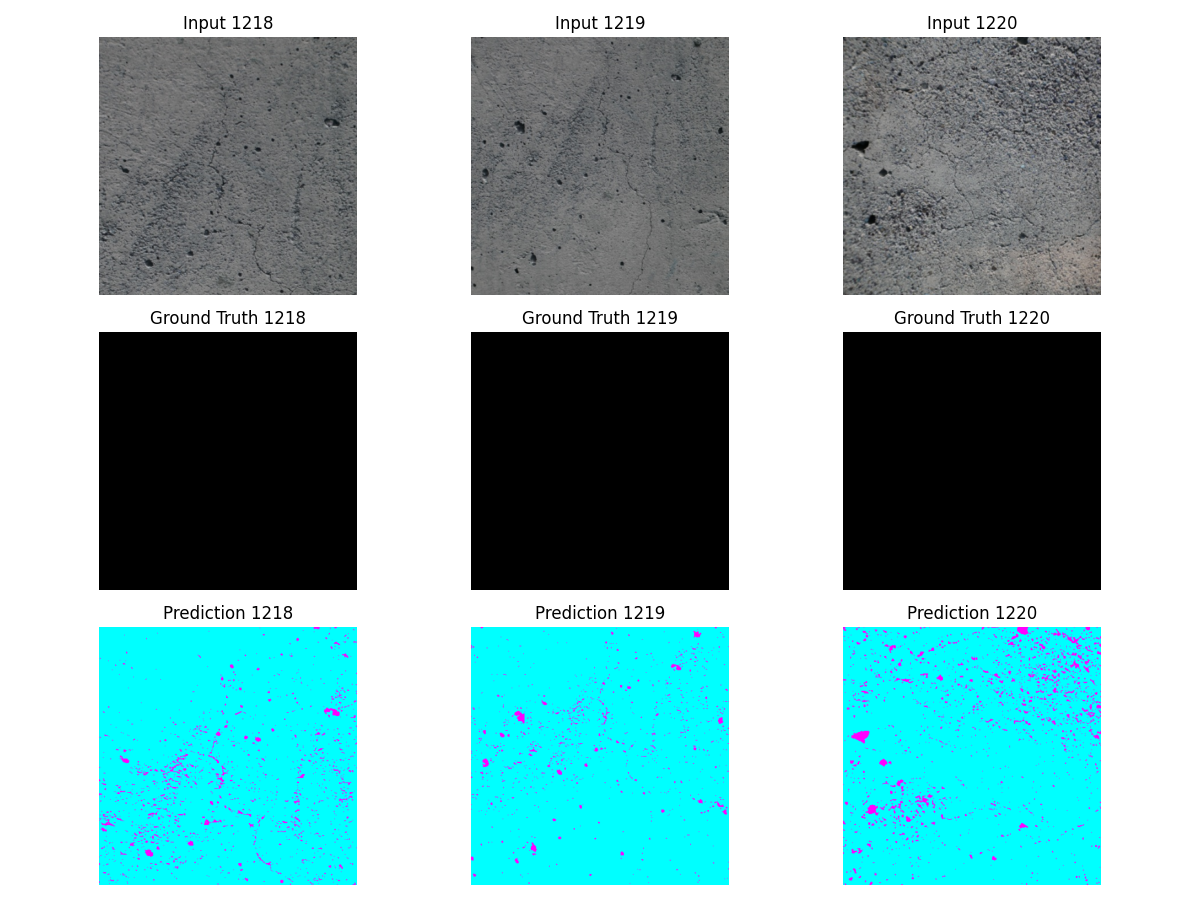 Input 1218
Input 1219
Input 1220
Ground Truth 1218
Ground Truth 1219
Ground Truth 1220
Prediction 1218
Prediction 1219
Prediction 1220